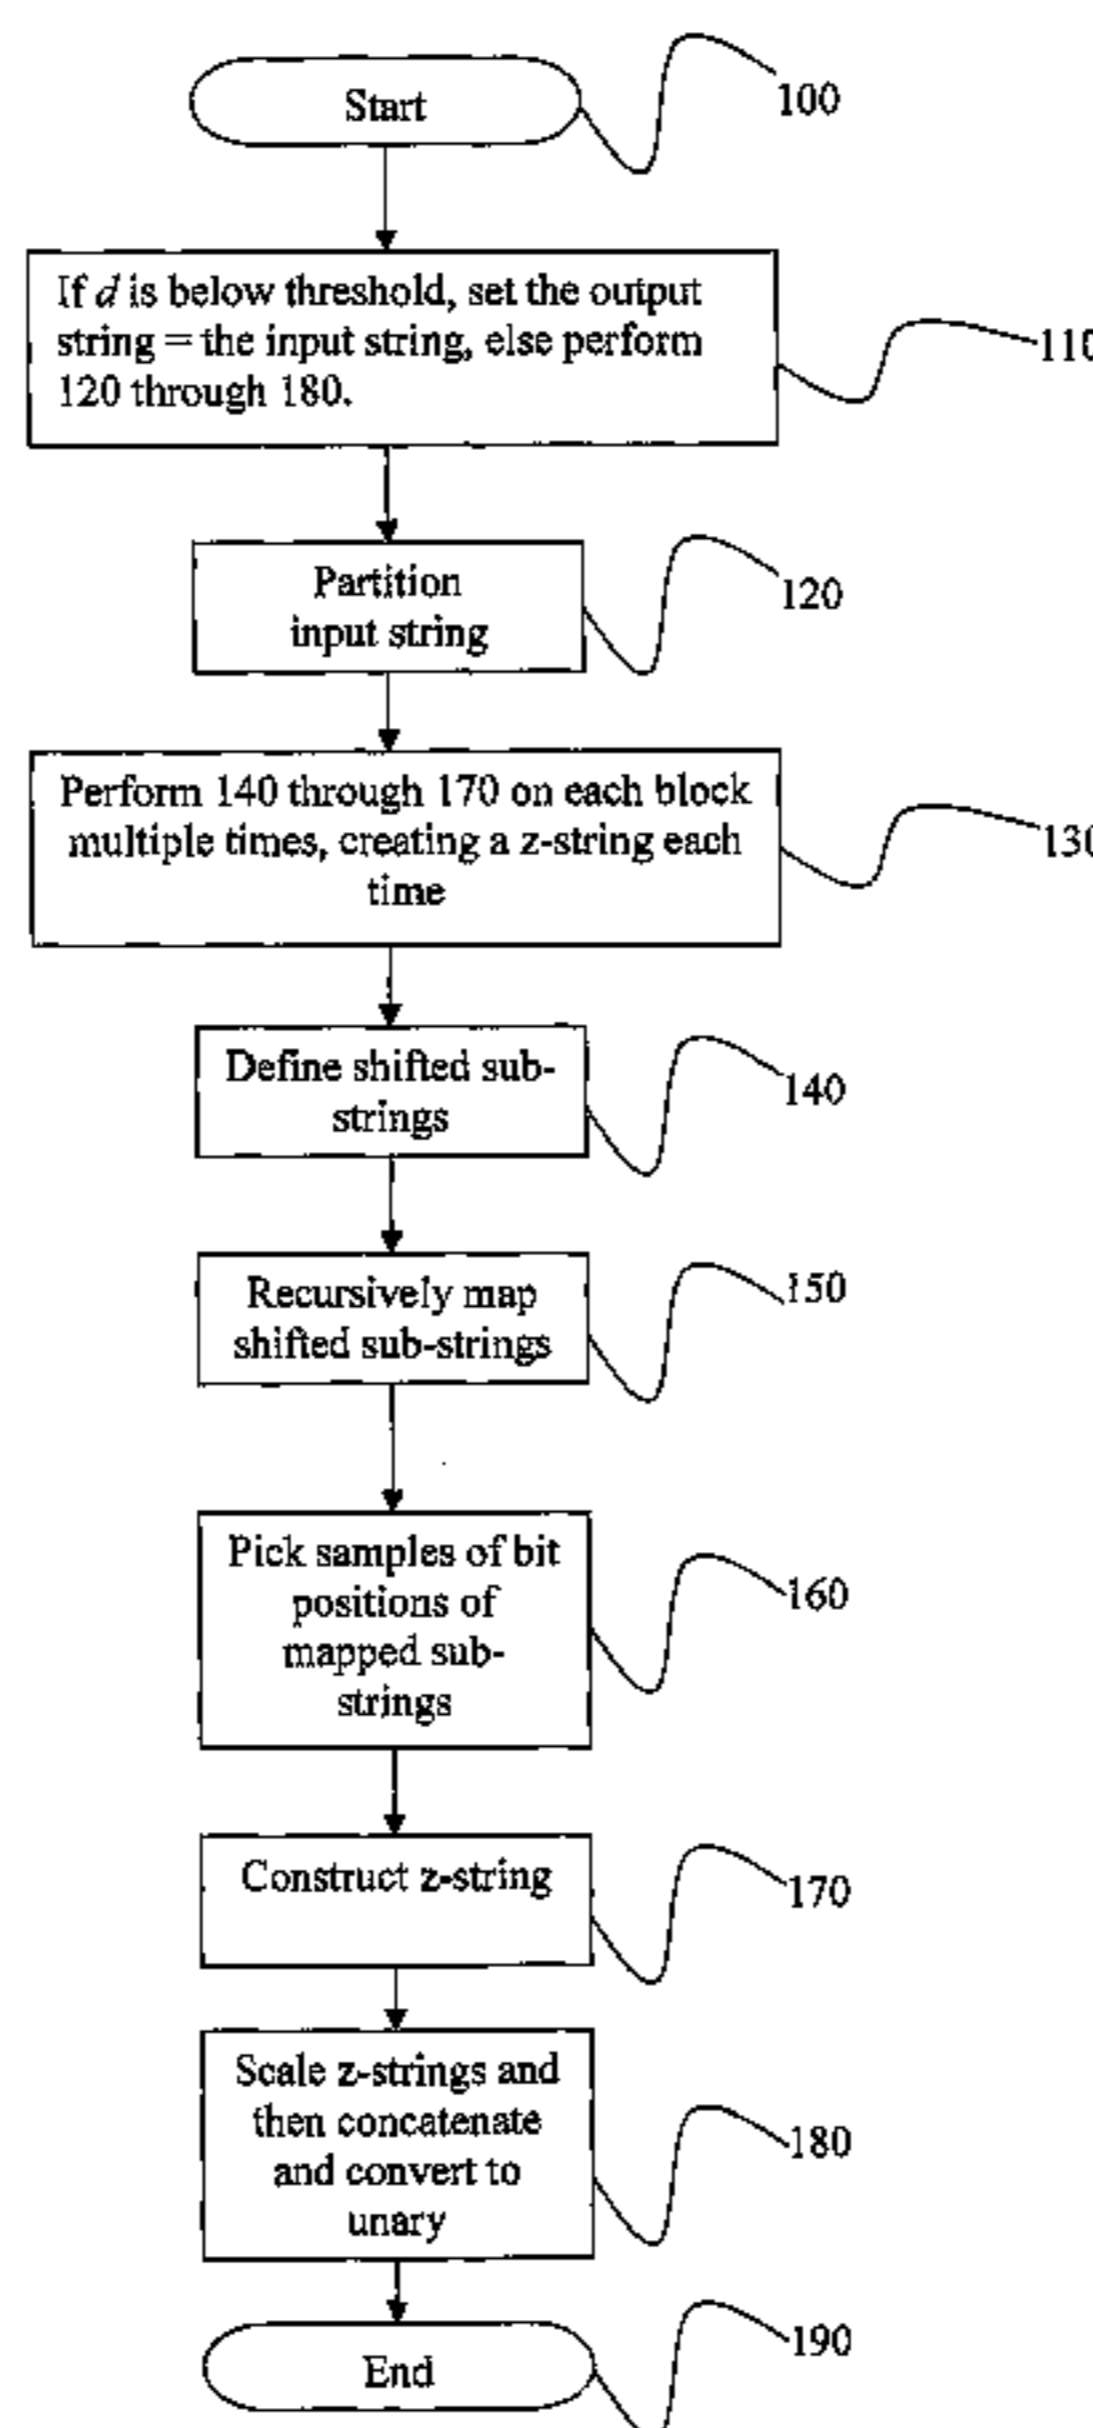 Start
100
If d is below threshold, set the output
string = the input string, else perform
120 through 180.
110
Partition
input string
120
Perform 140 through 170 on each block
multiple times, creating a z-string each
time
130
Define shifted sub-
strings
140
Recursively map
shifted sub-strings
150
Pick samples of bit
positions of
mapped sub-
strings
160
Construct z-string
170
Scale z-strings and
then concatenate
and convert to
unary
180
End
190